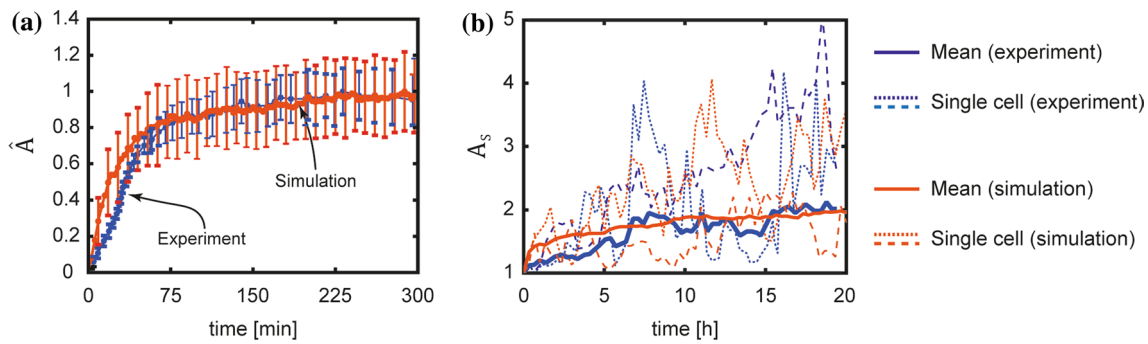 (a)
1.4
1.2
1
0.8
0.6
0.4
0.2
0
Â
Simulation
Experiment
0
75
150
225
300
time [min]
(b)
5
4
3
2
1
A_S
0
5
10
15
20
time [h]
Mean (experiment)
Single cell (experiment)
Mean (simulation)
Single cell (simulation)